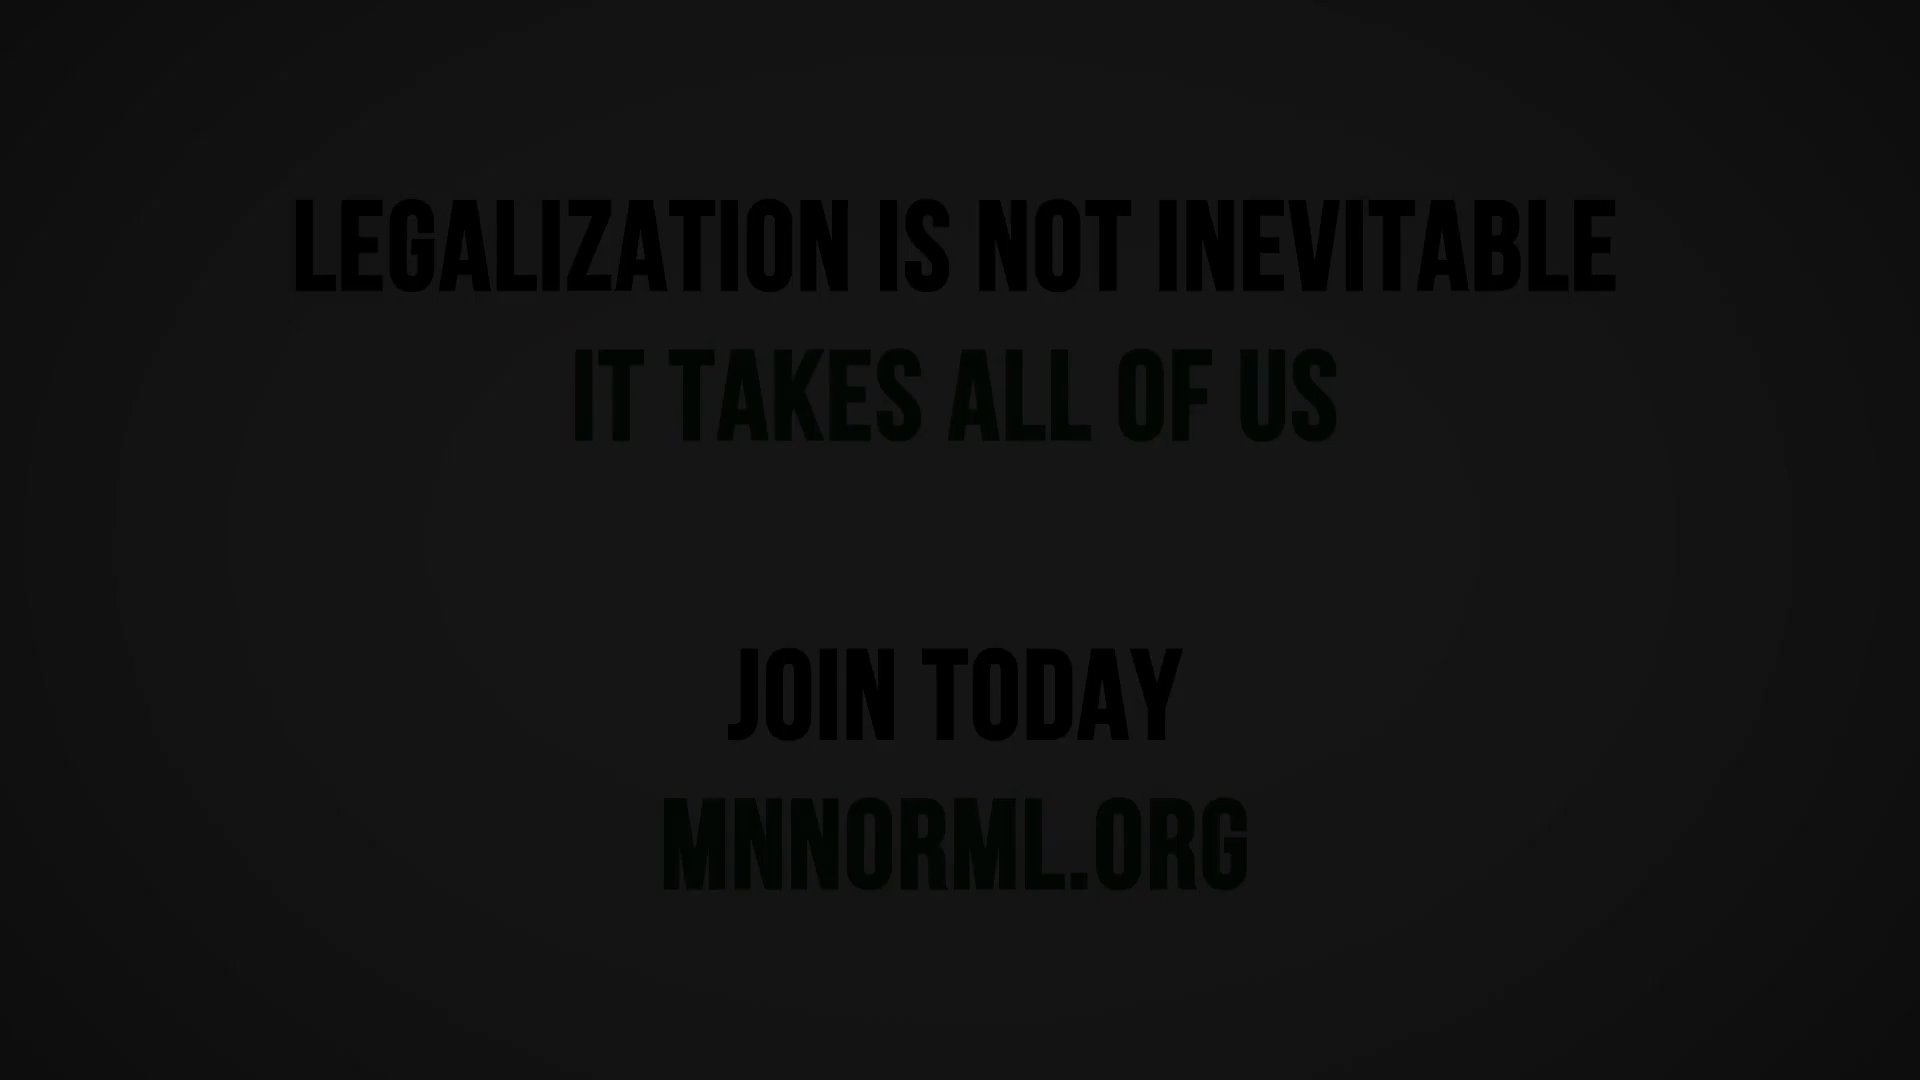 LEGALIZATION IS NOT INEVITABLE
IT TAKES ALL OF US
JOIN TODAY
MNNORML.ORG